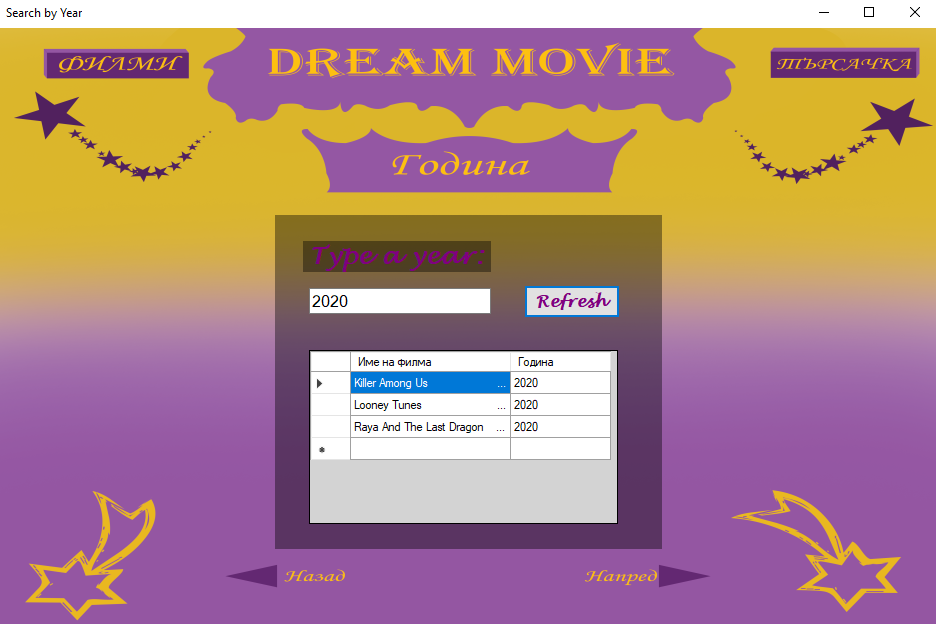 Search by Year
ФИЛМИ
DREAM MOVIE
ТЪРСАЧКА
Година
Type a year:
2020
Refresh
Име на филма Година
Killer Among Us ... 2020
Looney Tunes ... 2020
Raya And The Last Dragon ... 2020
Назад
Напред